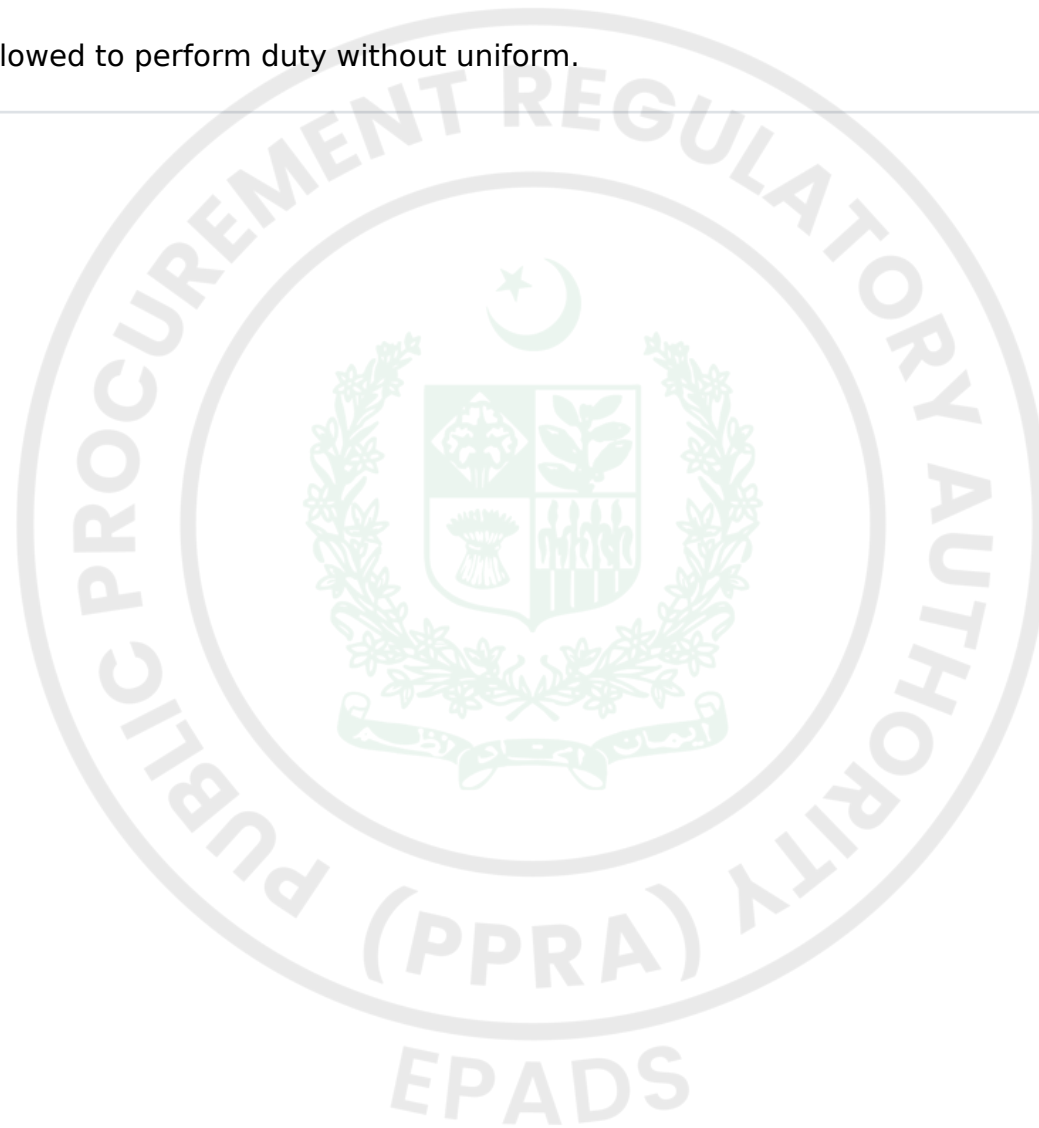 lowed to perform duty without uniform.
PUBLIC PROCUREMENT REGULATORY AUTHORITY
(PPRA)
EPADS